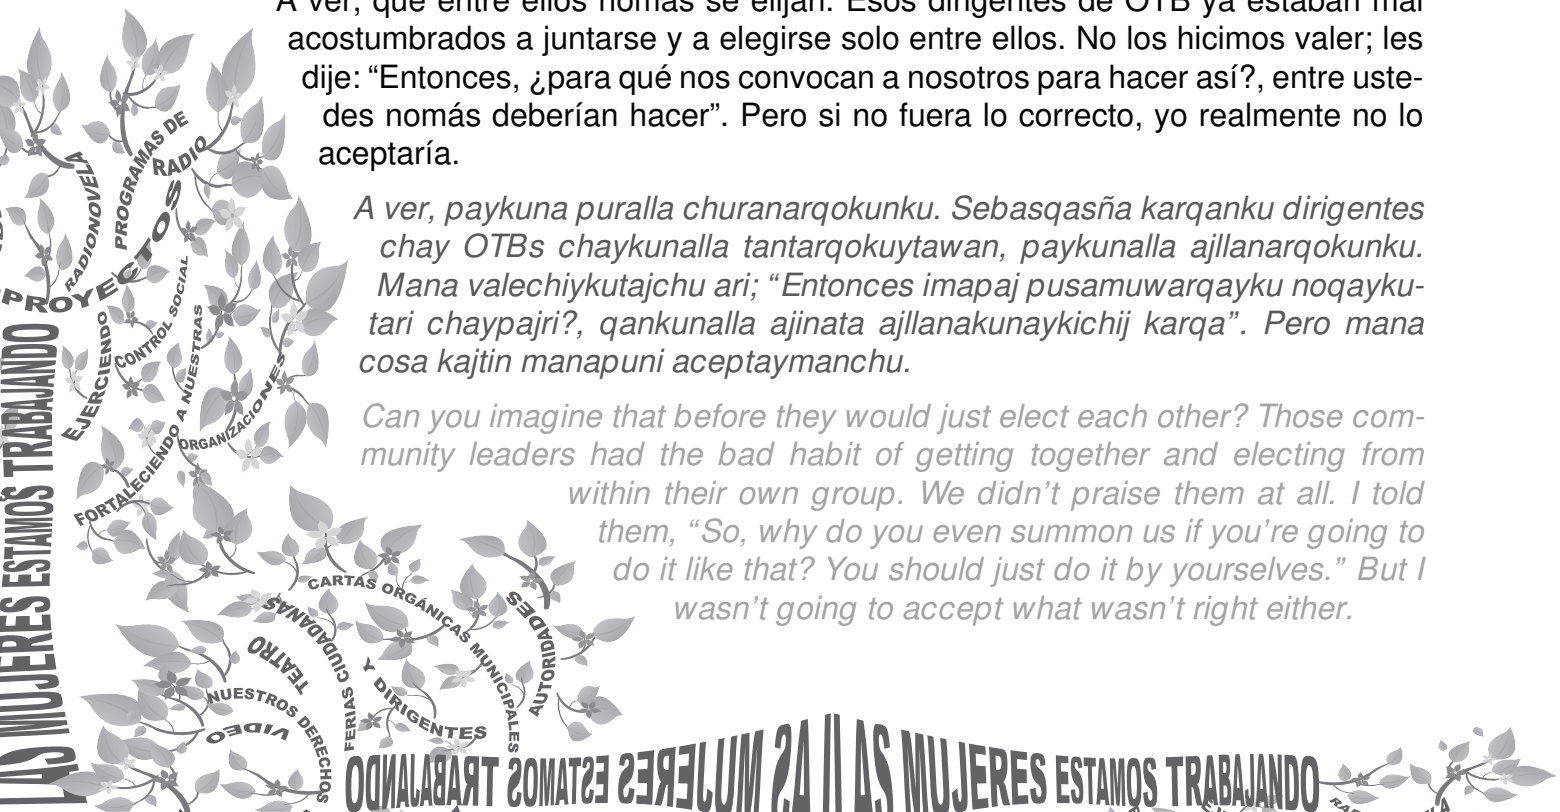 A ver, que entre ellos nomás se elijan. Esos dirigentes de OTB ya estaban mal
acostumbrados a juntarse y a elegirse solo entre ellos. No los hicimos valer; les
dije: “Entonces, ¿para qué nos convocan a nosotros para hacer así?, entre uste-
des nomás deberían hacer”. Pero si no fuera lo correcto, yo realmente no lo
aceptaría.
A ver, paykuna puralla churanarqokunku. Sebasqasña karqanku dirigentes
chay OTBs chaykunalla tantarqokuytawan, paykunalla ajllanarqokunku.
Mana valechiykutajchu ari; “Entonces imapaj pusamuwarqayku noqayku-
tari chaypajri?, qankunalla ajinata ajllanakunaykichij karqa”. Pero mana
cosa kajtin manapuni aceptaymanchu.
Can you imagine that before they would just elect each other? Those com-
munity leaders had the bad habit of getting together and electing from
within their own group. We didn’t praise them at all. I told
them, “So, why do you even summon us if you’re going to
do it like that? You should just do it by yourselves.” But I
wasn’t going to accept what wasn’t right either.
RADIONOVELA
PROGRAMAS DE
RADIO
PROYECTOS
EJERCIENDO
CONTROL SOCIAL
FORTALECIENDO A NUESTRAS
ORGANIZACIONES
LAS MUJERES ESTAMOS TRABAJANDO
CARTAS ORGÁNICAS MUNICIPALES
AUTORIDADES
Y DIRIGENTES
FERIAS CIUDADANAS
TEATRO
NUESTROS DERECHOS
VIDEO
LAS MUJERES ESTAMOS TRABAJANDO
LAS MUJERES ESTAMOS TRABAJANDO